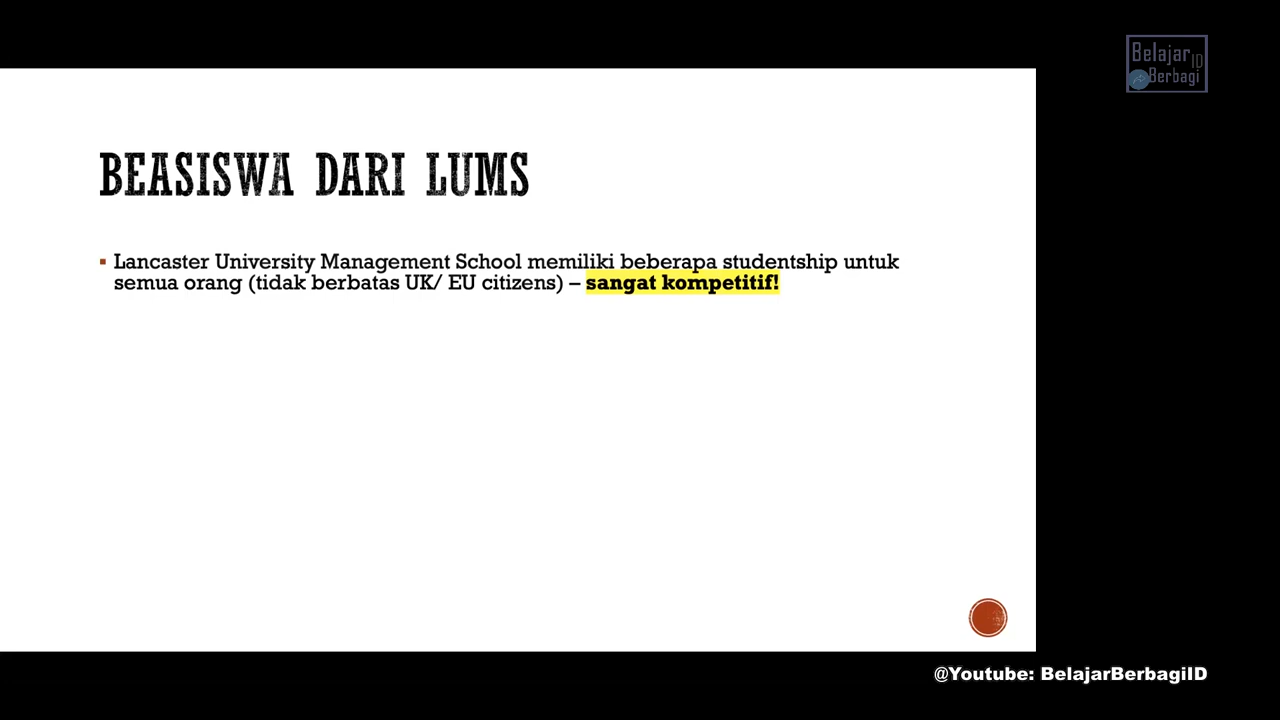 Belajar
ID
Berbagi
BEASISWA DARI LUMS
▪ Lancaster University Management School memiliki beberapa studentship untuk
semua orang (tidak berbatas UK/ EU citizens) – sangat kompetitif!
@Youtube: BelajarBerbagiID